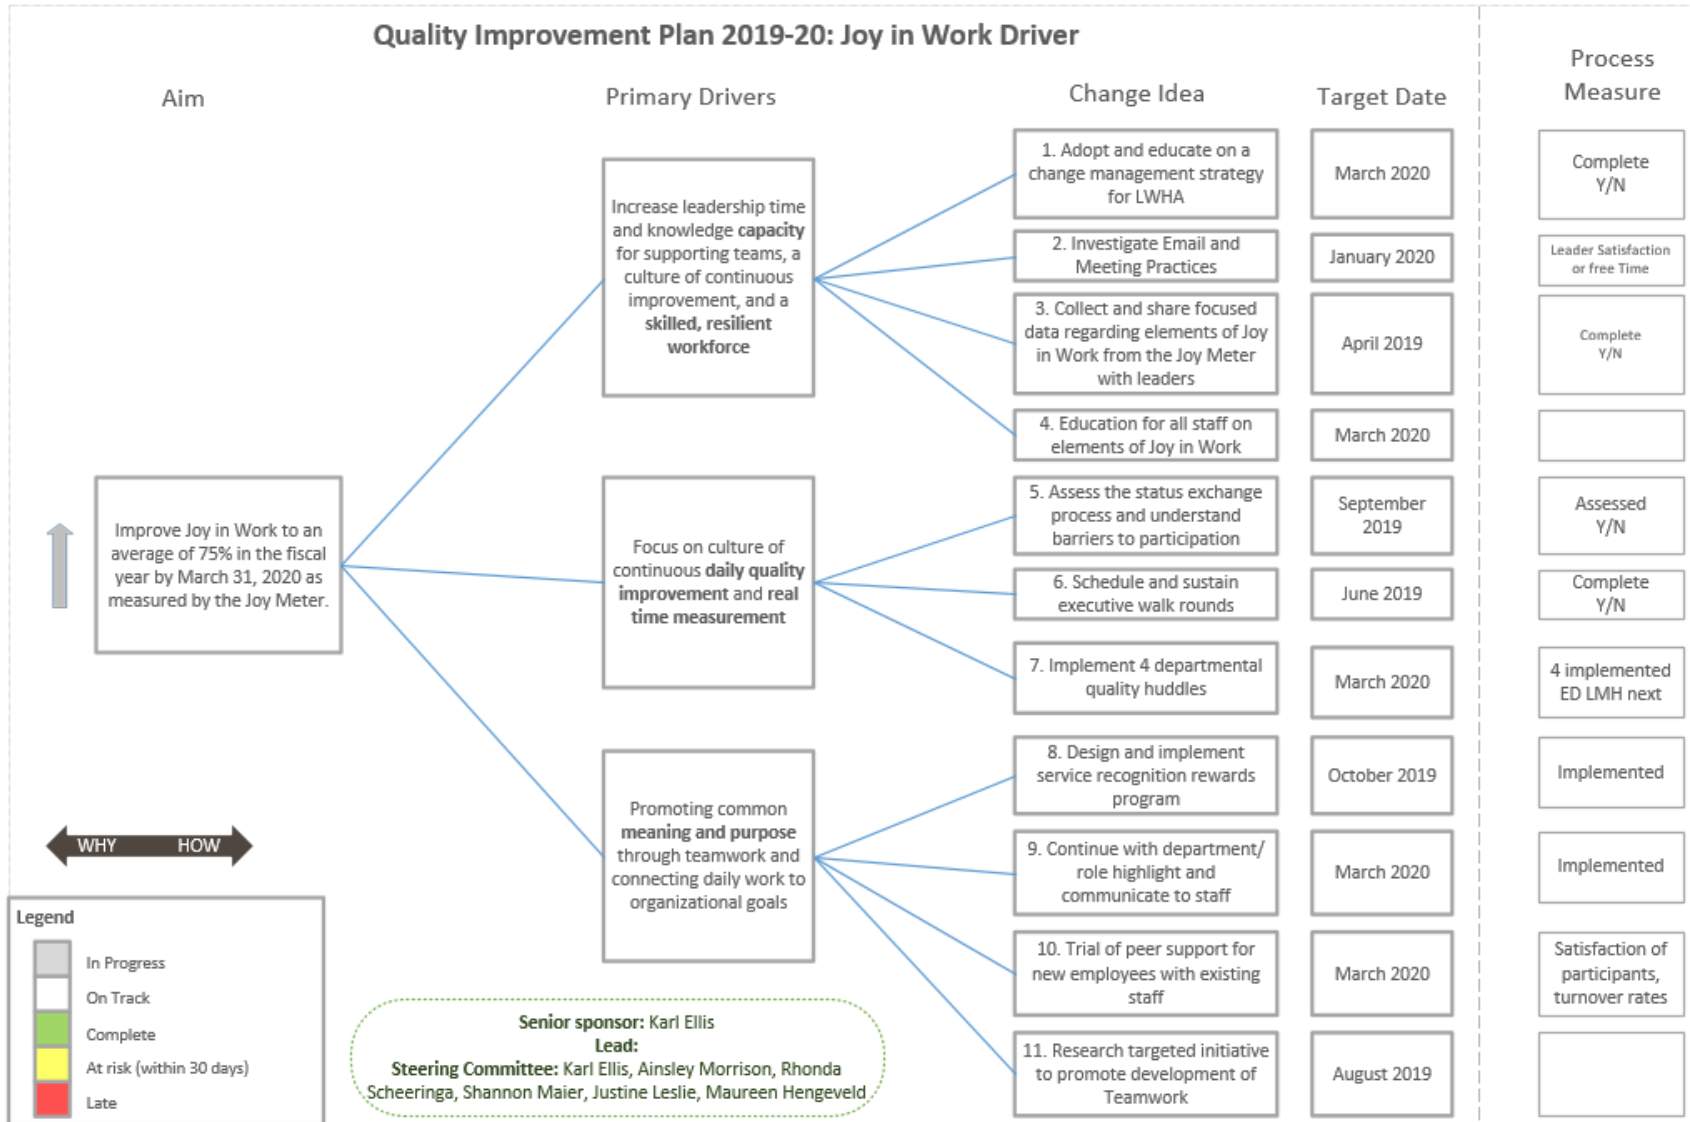 Quality Improvement Plan 2019-20: Joy in Work Driver
Aim
Primary Drivers
Change Idea
Target Date
Process
Measure
Improve Joy in Work to an
average of 75% in the fiscal
year by March 31, 2020 as
measured by the Joy Meter.
Increase leadership time
and knowledge capacity
for supporting teams, a
culture of continuous
improvement, and a
skilled, resilient
workforce
1. Adopt and educate on a
change management strategy
for LWHA
March 2020
Complete
Y/N
2. Investigate Email and
Meeting Practices
January 2020
Leader Satisfaction
or free Time
3. Collect and share focused
data regarding elements of Joy
in Work from the Joy Meter
with leaders
April 2019
Complete
Y/N
4. Education for all staff on
elements of Joy in Work
March 2020
Focus on culture of
continuous daily quality
improvement and real
time measurement
5. Assess the status exchange
process and understand
barriers to participation
September
2019
Assessed
Y/N
6. Schedule and sustain
executive walk rounds
June 2019
Complete
Y/N
7. Implement 4 departmental
quality huddles
March 2020
4 implemented
ED LMH next
Promoting common
meaning and purpose
through teamwork and
connecting daily work to
organizational goals
8. Design and implement
service recognition rewards
program
October 2019
Implemented
9. Continue with department/
role highlight and
communicate to staff
March 2020
Implemented
10. Trial of peer support for
new employees with existing
staff
March 2020
Satisfaction of
participants,
turnover rates
11. Research targeted initiative
to promote development of
Teamwork
August 2019
WHY HOW
Legend
In Progress
On Track
Complete
At risk (within 30 days)
Late
Senior sponsor: Karl Ellis
Lead:
Steering Committee: Karl Ellis, Ainsley Morrison, Rhonda
Scheeringa, Shannon Maier, Justine Leslie, Maureen Hengeveld